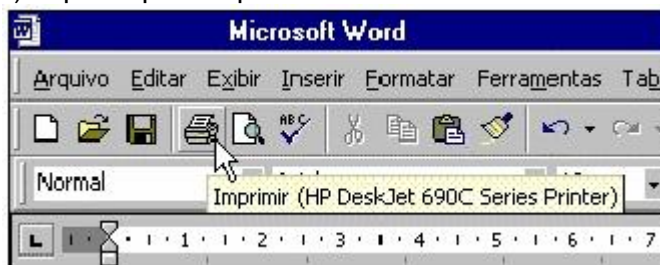 Microsoft Word
Arquivo Editar Exibir Inserir Formatar Ferramentas Tab
ABC
Normal
Imprimir (HP DeskJet 690C Series Printer)
L 1 2 3 4 5 6 7